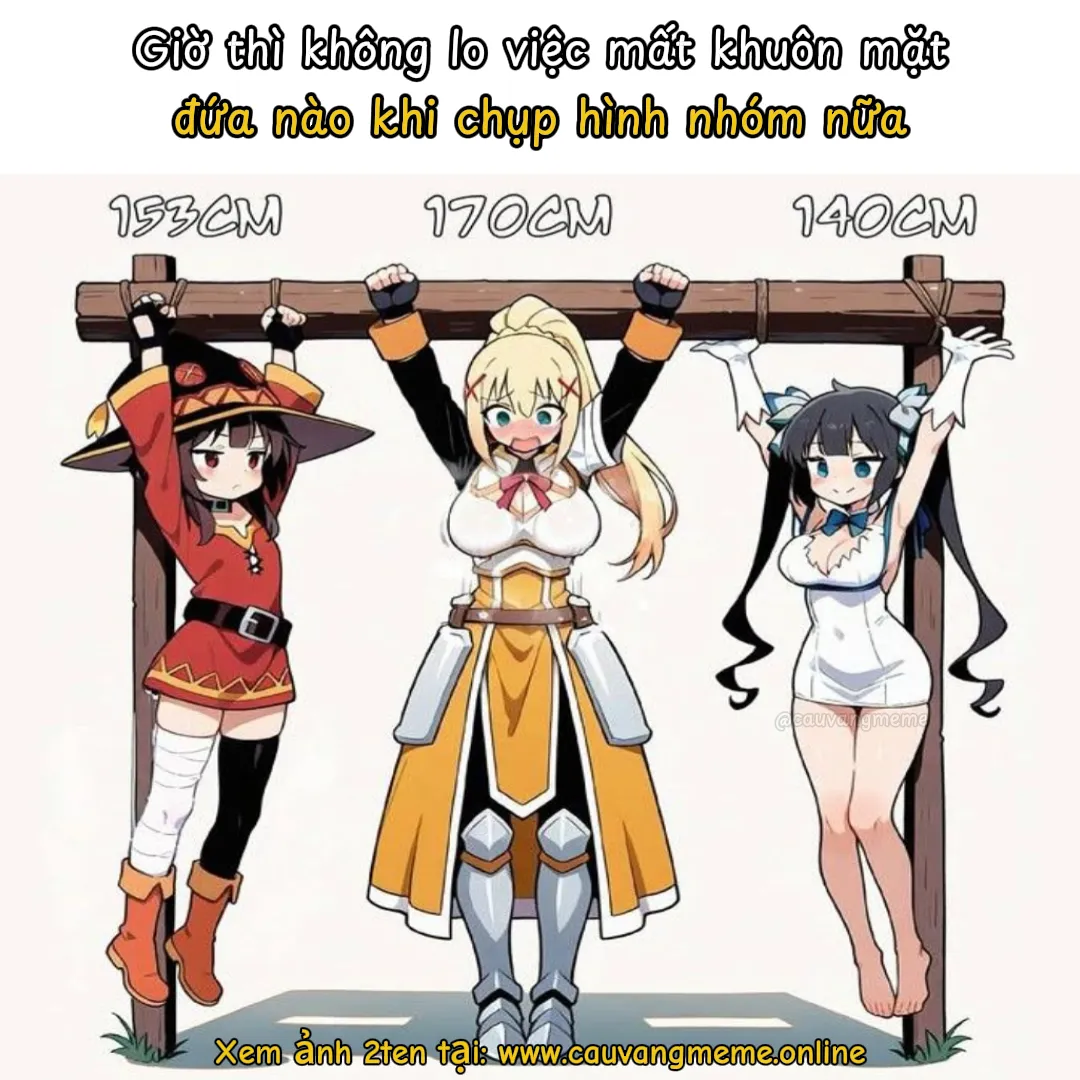 Giờ thì không lo việc mất khuôn mặt
đứa nào khi chụp hình nhóm nữa
153CM 170CM 140CM
@cauvangmeme
Xem ảnh 2ten tại: www.cauvangmeme.online